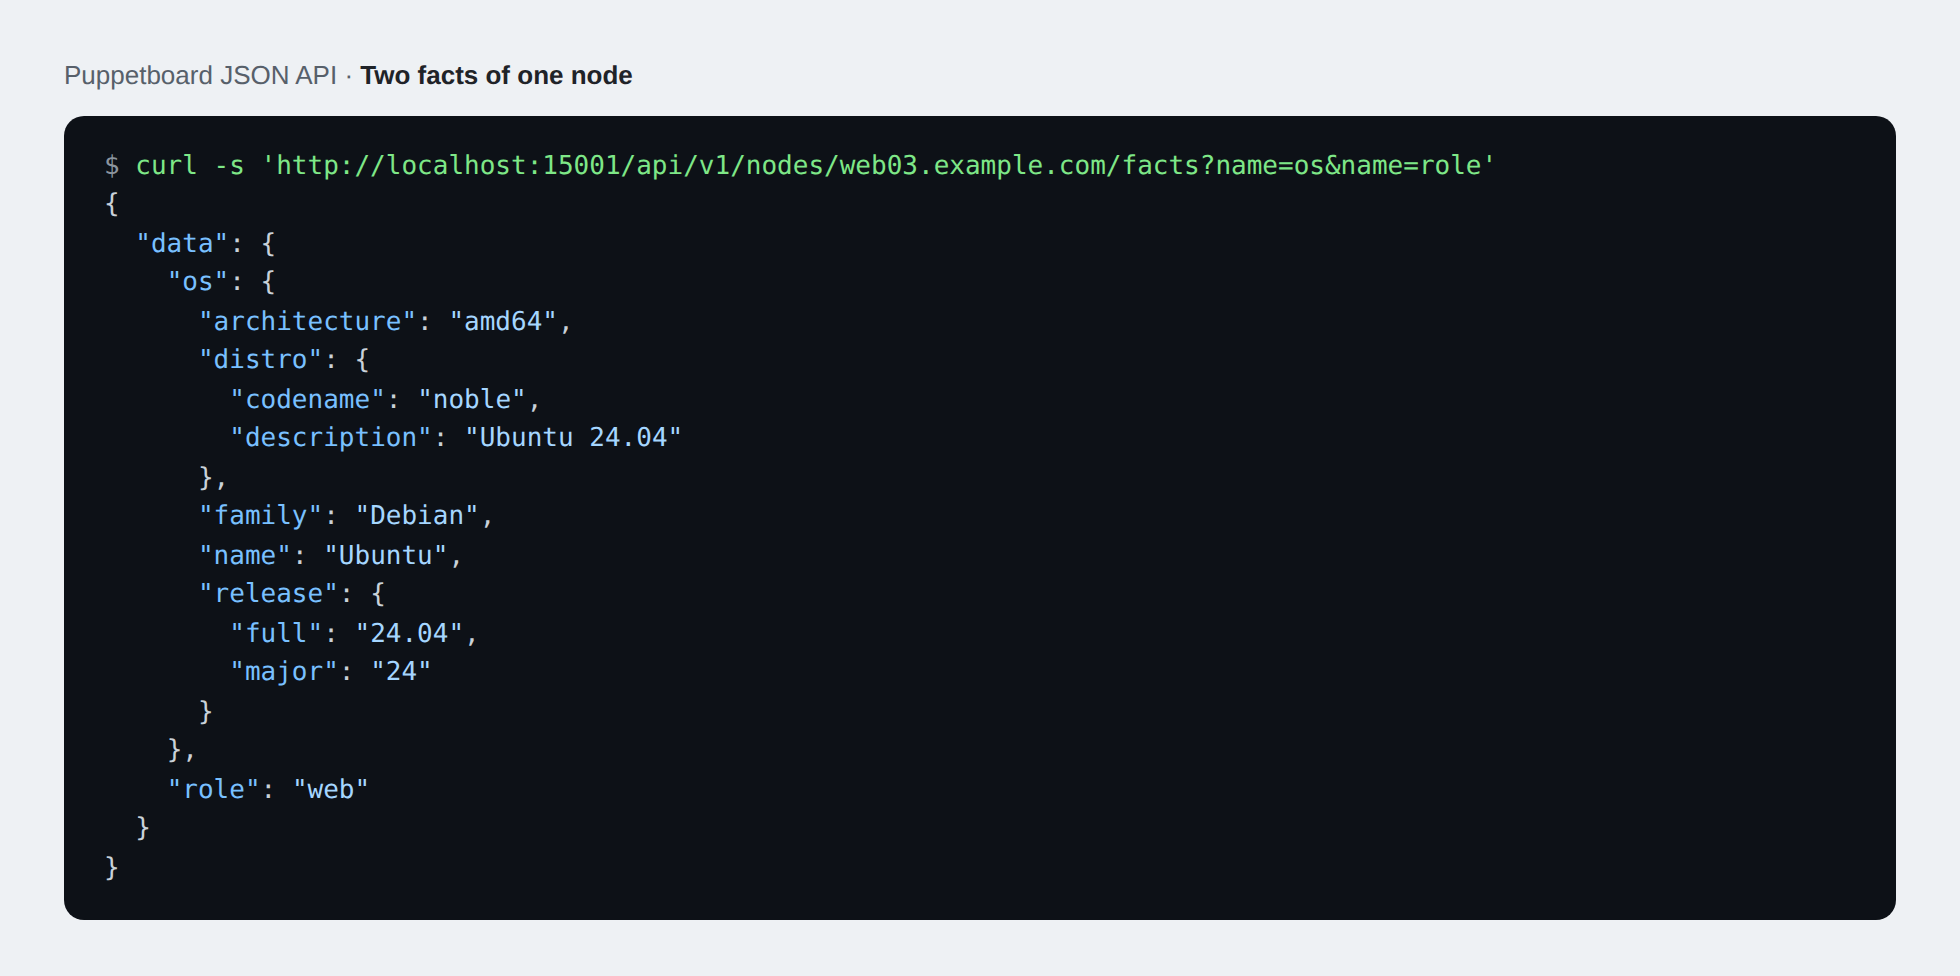 Puppetboard JSON API · Two facts of one node
$ curl -s 'http://localhost:15001/api/v1/nodes/web03.example.com/facts?name=os&name=role'
{
  "data": {
    "os": {
      "architecture": "amd64",
      "distro": {
        "codename": "noble",
        "description": "Ubuntu 24.04"
      },
      "family": "Debian",
      "name": "Ubuntu",
      "release": {
        "full": "24.04",
        "major": "24"
      }
    },
    "role": "web"
  }
}